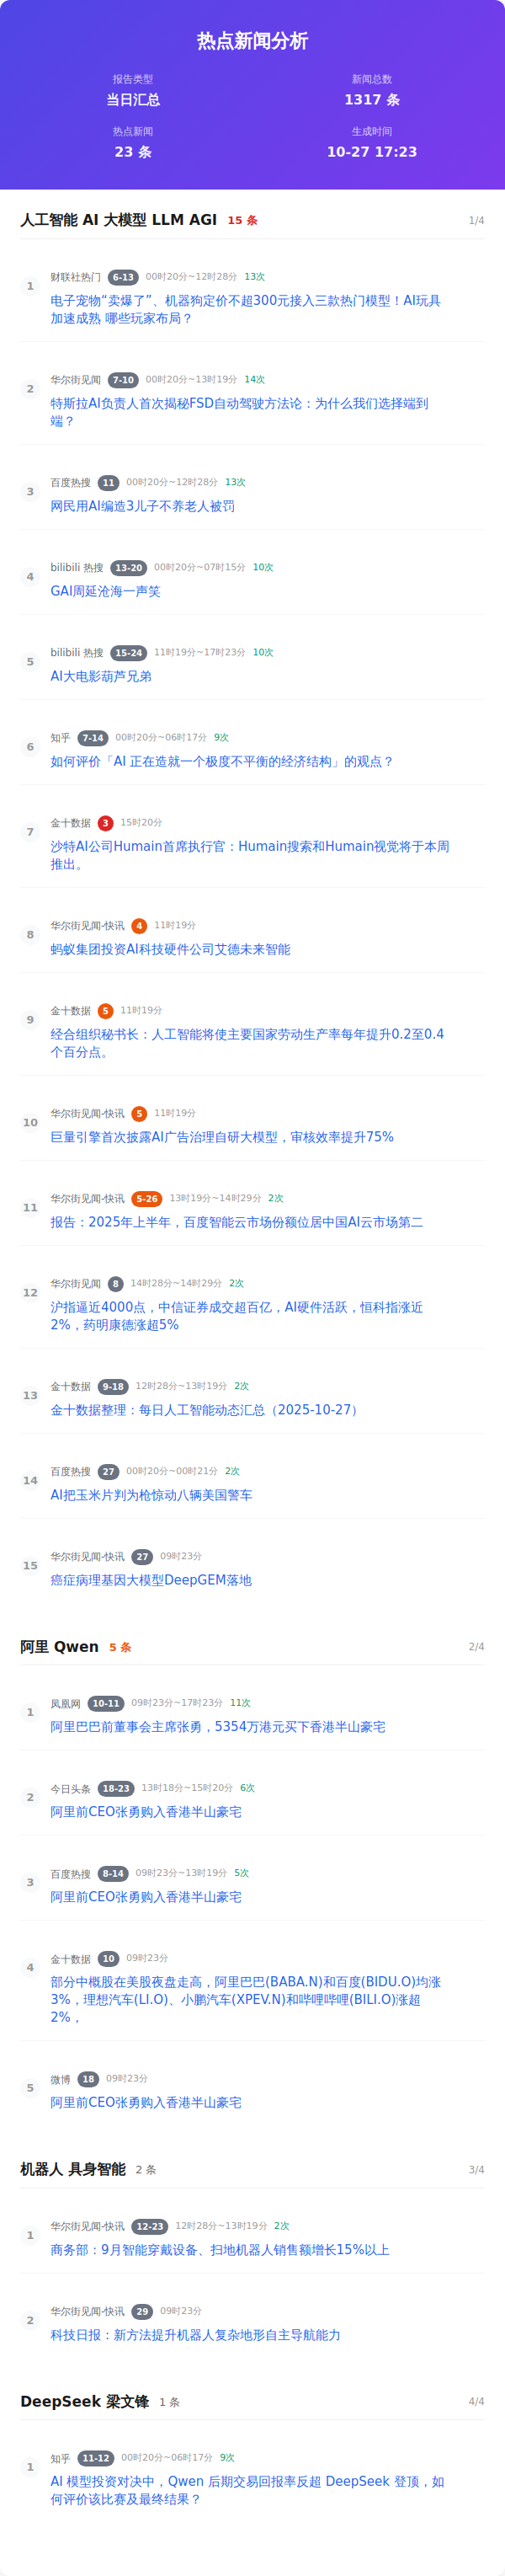 热点新闻分析
报告类型
当日汇总
新闻总数
1317 条
热点新闻
23 条
生成时间
10-27 17:23
人工智能 AI 大模型 LLM AGI 15 条 1/4
1
财联社热门 6-13 00时20分~12时28分 13次
电子宠物“卖爆了”、机器狗定价不超300元接入三款热门模型！AI玩具
加速成熟 哪些玩家布局？
2
华尔街见闻 7-10 00时20分~13时19分 14次
特斯拉AI负责人首次揭秘FSD自动驾驶方法论：为什么我们选择端到
端？
3
百度热搜 11 00时20分~12时28分 13次
网民用AI编造3儿子不养老人被罚
4
bilibili 热搜 13-20 00时20分~07时15分 10次
GAI周延沧海一声笑
5
bilibili 热搜 15-24 11时19分~17时23分 10次
AI大电影葫芦兄弟
6
知乎 7-14 00时20分~06时17分 9次
如何评价「AI 正在造就一个极度不平衡的经济结构」的观点？
7
金十数据 3 15时20分
沙特AI公司Humain首席执行官：Humain搜索和Humain视觉将于本周
推出。
8
华尔街见闻-快讯 4 11时19分
蚂蚁集团投资AI科技硬件公司艾德未来智能
9
金十数据 5 11时19分
经合组织秘书长：人工智能将使主要国家劳动生产率每年提升0.2至0.4
个百分点。
10
华尔街见闻-快讯 5 11时19分
巨量引擎首次披露AI广告治理自研大模型，审核效率提升75%
11
华尔街见闻-快讯 5-26 13时19分~14时29分 2次
报告：2025年上半年，百度智能云市场份额位居中国AI云市场第二
12
华尔街见闻 8 14时28分~14时29分 2次
沪指逼近4000点，中信证券成交超百亿，AI硬件活跃，恒科指涨近
2%，药明康德涨超5%
13
金十数据 9-18 12时28分~13时19分 2次
金十数据整理：每日人工智能动态汇总（2025-10-27）
14
百度热搜 27 00时20分~00时21分 2次
AI把玉米片判为枪惊动八辆美国警车
15
华尔街见闻-快讯 27 09时23分
癌症病理基因大模型DeepGEM落地
阿里 Qwen 5 条 2/4
1
凤凰网 10-11 09时23分~17时23分 11次
阿里巴巴前董事会主席张勇，5354万港元买下香港半山豪宅
2
今日头条 18-23 13时18分~15时20分 6次
阿里前CEO张勇购入香港半山豪宅
3
百度热搜 8-14 09时23分~13时19分 5次
阿里前CEO张勇购入香港半山豪宅
4
金十数据 10 09时23分
部分中概股在美股夜盘走高，阿里巴巴(BABA.N)和百度(BIDU.O)均涨
3%，理想汽车(LI.O)、小鹏汽车(XPEV.N)和哔哩哔哩(BILI.O)涨超
2%，
5
微博 18 09时23分
阿里前CEO张勇购入香港半山豪宅
机器人 具身智能 2 条 3/4
1
华尔街见闻-快讯 12-23 12时28分~13时19分 2次
商务部：9月智能穿戴设备、扫地机器人销售额增长15%以上
2
华尔街见闻-快讯 29 09时23分
科技日报：新方法提升机器人复杂地形自主导航能力
DeepSeek 梁文锋 1 条 4/4
1
知乎 11-12 00时20分~06时17分 9次
AI 模型投资对决中，Qwen 后期交易回报率反超 DeepSeek 登顶，如
何评价该比赛及最终结果？